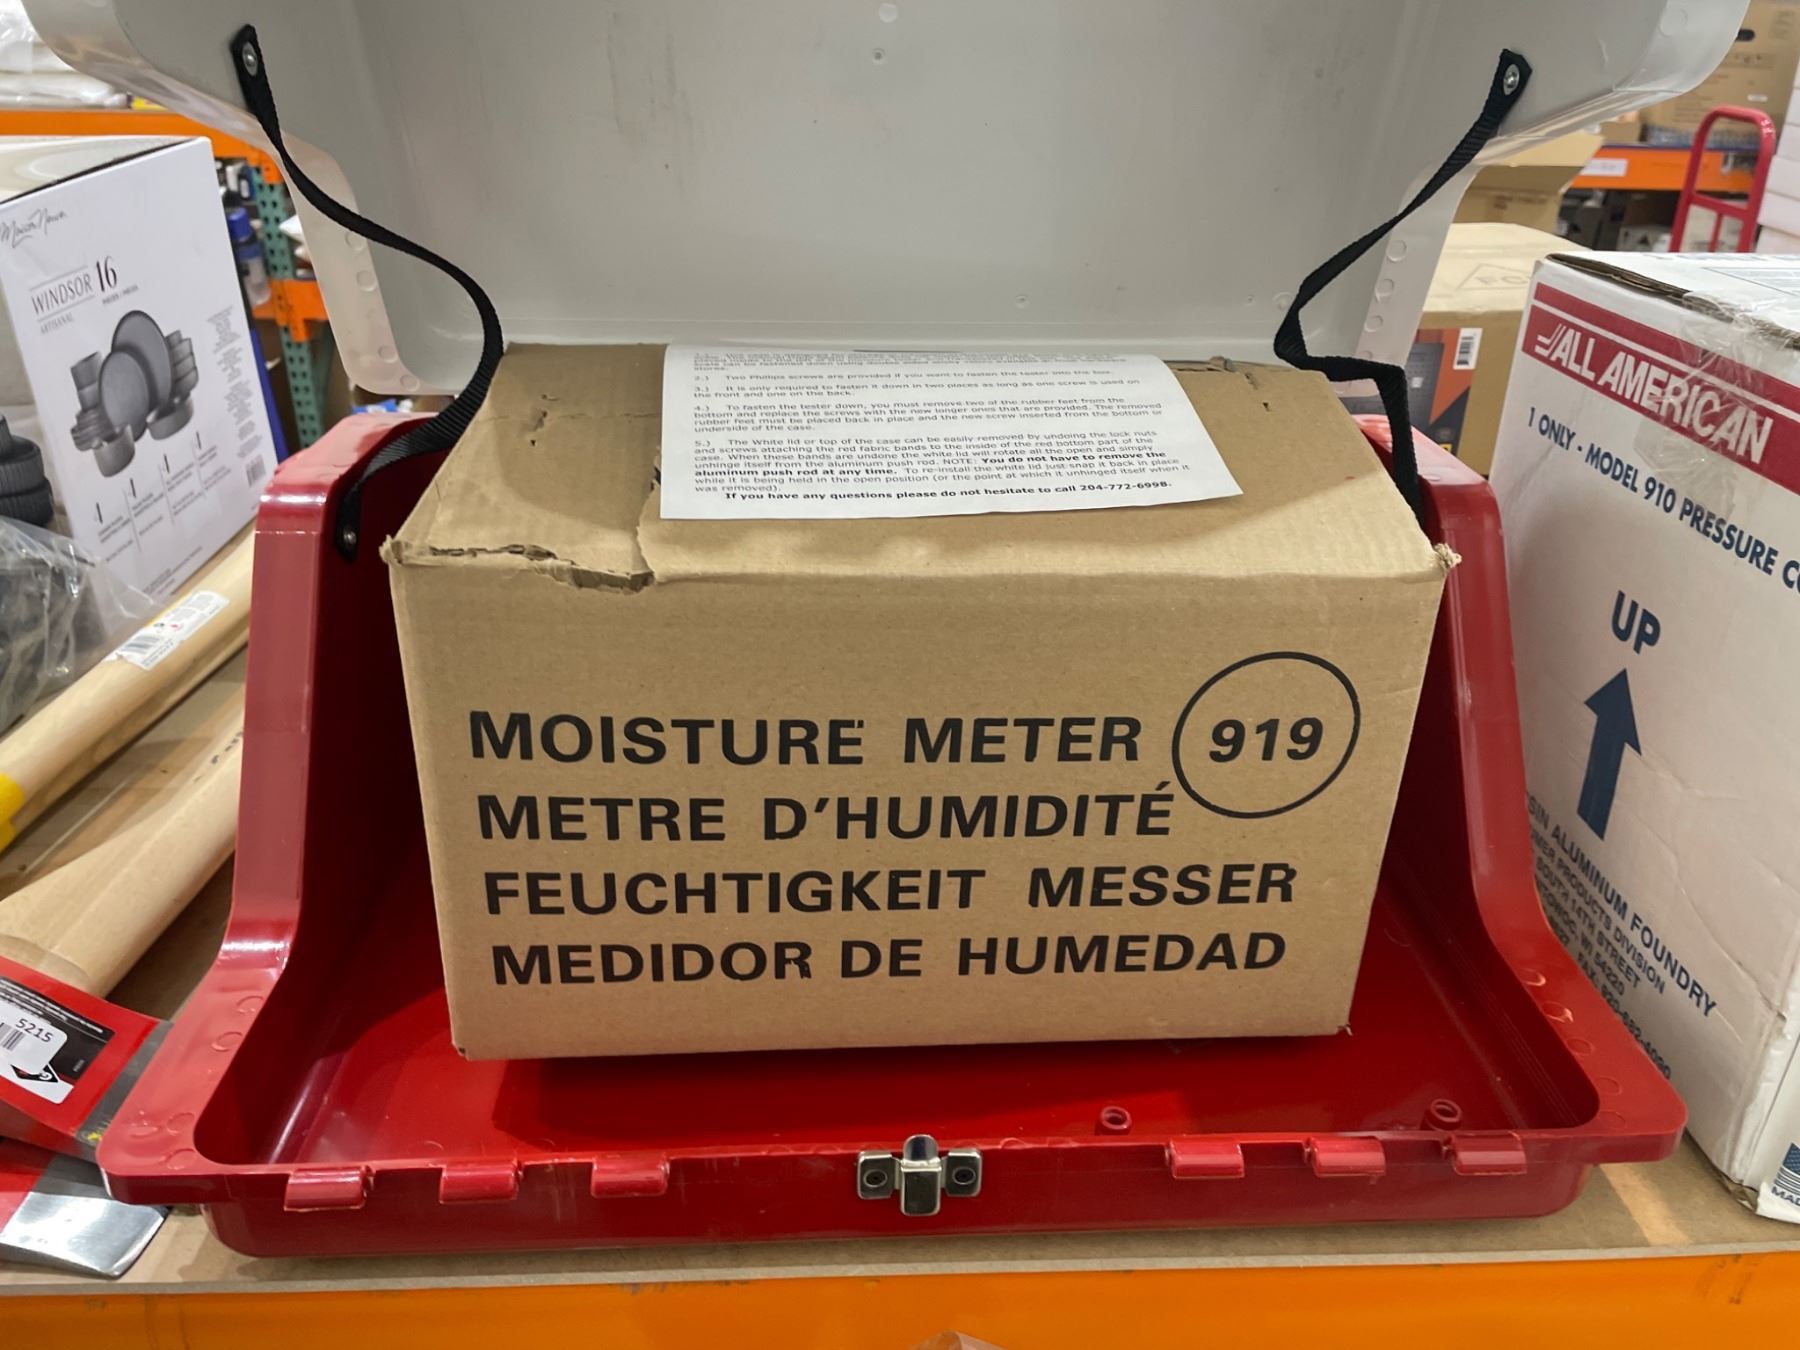 WINDSOR 16
ARTISANAL
2.) Two Philips screws are provided if you want to fasten the tester into the box.
3.) It is only required to fasten it down in two places as long as one screw is used on
the front and one on the back.
4.) To fasten the tester down, you must remove two of the rubber feet from the
bottom and replace the screws with the new longer ones that are provided. The removed
rubber feet must be placed back in place and the new screw inserted from the bottom or
underside of the case.
5.) The White lid or top of the case can be easily removed by undoing the lock nuts
and screws attaching the red fabric bands to the inside of the red bottom part of the
case. When these bands are undone the white lid will rotate all the open and simply
unhinge itself from the aluminum push rod. NOTE: You do not have to remove the
aluminum push rod at any time. To re-install the white lid just snap it back in place
while it is being held in the open position (or the point at which it unhinged itself when it
was removed).
If you have any questions please do not hesitate to call 204-772-6998.
MOISTURE METER 919
METRE D'HUMIDITÉ
FEUCHTIGKEIT MESSER
MEDIDOR DE HUMEDAD
ALL AMERICAN
1 ONLY - MODEL 910 PRESSURE
UP
ALUMINUM FOUNDRY
PRODUCTS DIVISION
SOUTH 14TH STREET
WI 54220
5215